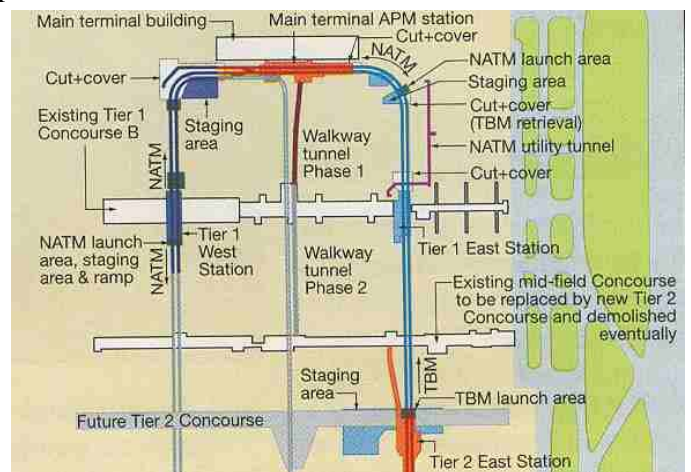 Main terminal building
Main terminal APM station
Cut+cover
NATM
NATM launch area
Staging area
Cut+cover
Cut+cover
(TBM retrieval)
NATM utility tunnel
Existing Tier 1
Concourse B
Staging
area
Walkway
tunnel
Phase 1
NATM
Cut+cover
Tier 1
West
Station
Tier 1 East Station
NATM launch
area, staging
area & ramp
NATM
Walkway
tunnel
Phase 2
Existing mid-field Concourse
to be replaced by new Tier 2
Concourse and demolished
eventually
TBM
Staging
area
TBM launch area
Future Tier 2 Concourse
Tier 2 East Station